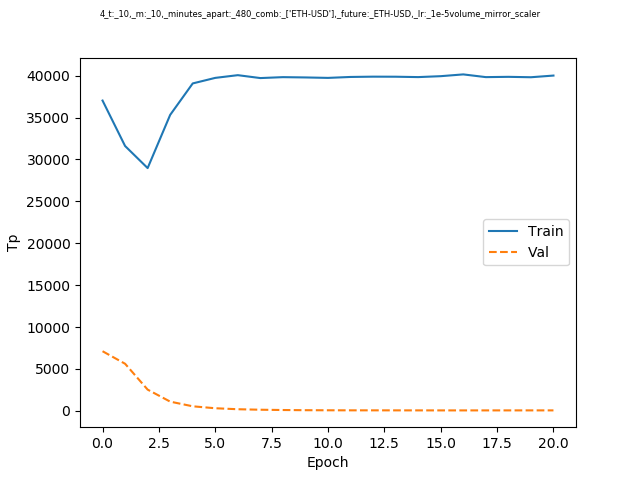 4_t:_10,_m:_10,_minutes_apart:_480_comb:_['ETH-USD'],_future:_ETH-USD,_lr:_1e-5volume_mirror_scaler
40000
35000
30000
25000
20000
15000
10000
5000
0
Tp
Train
Val
0.0 2.5 5.0 7.5 10.0 12.5 15.0 17.5 20.0
Epoch